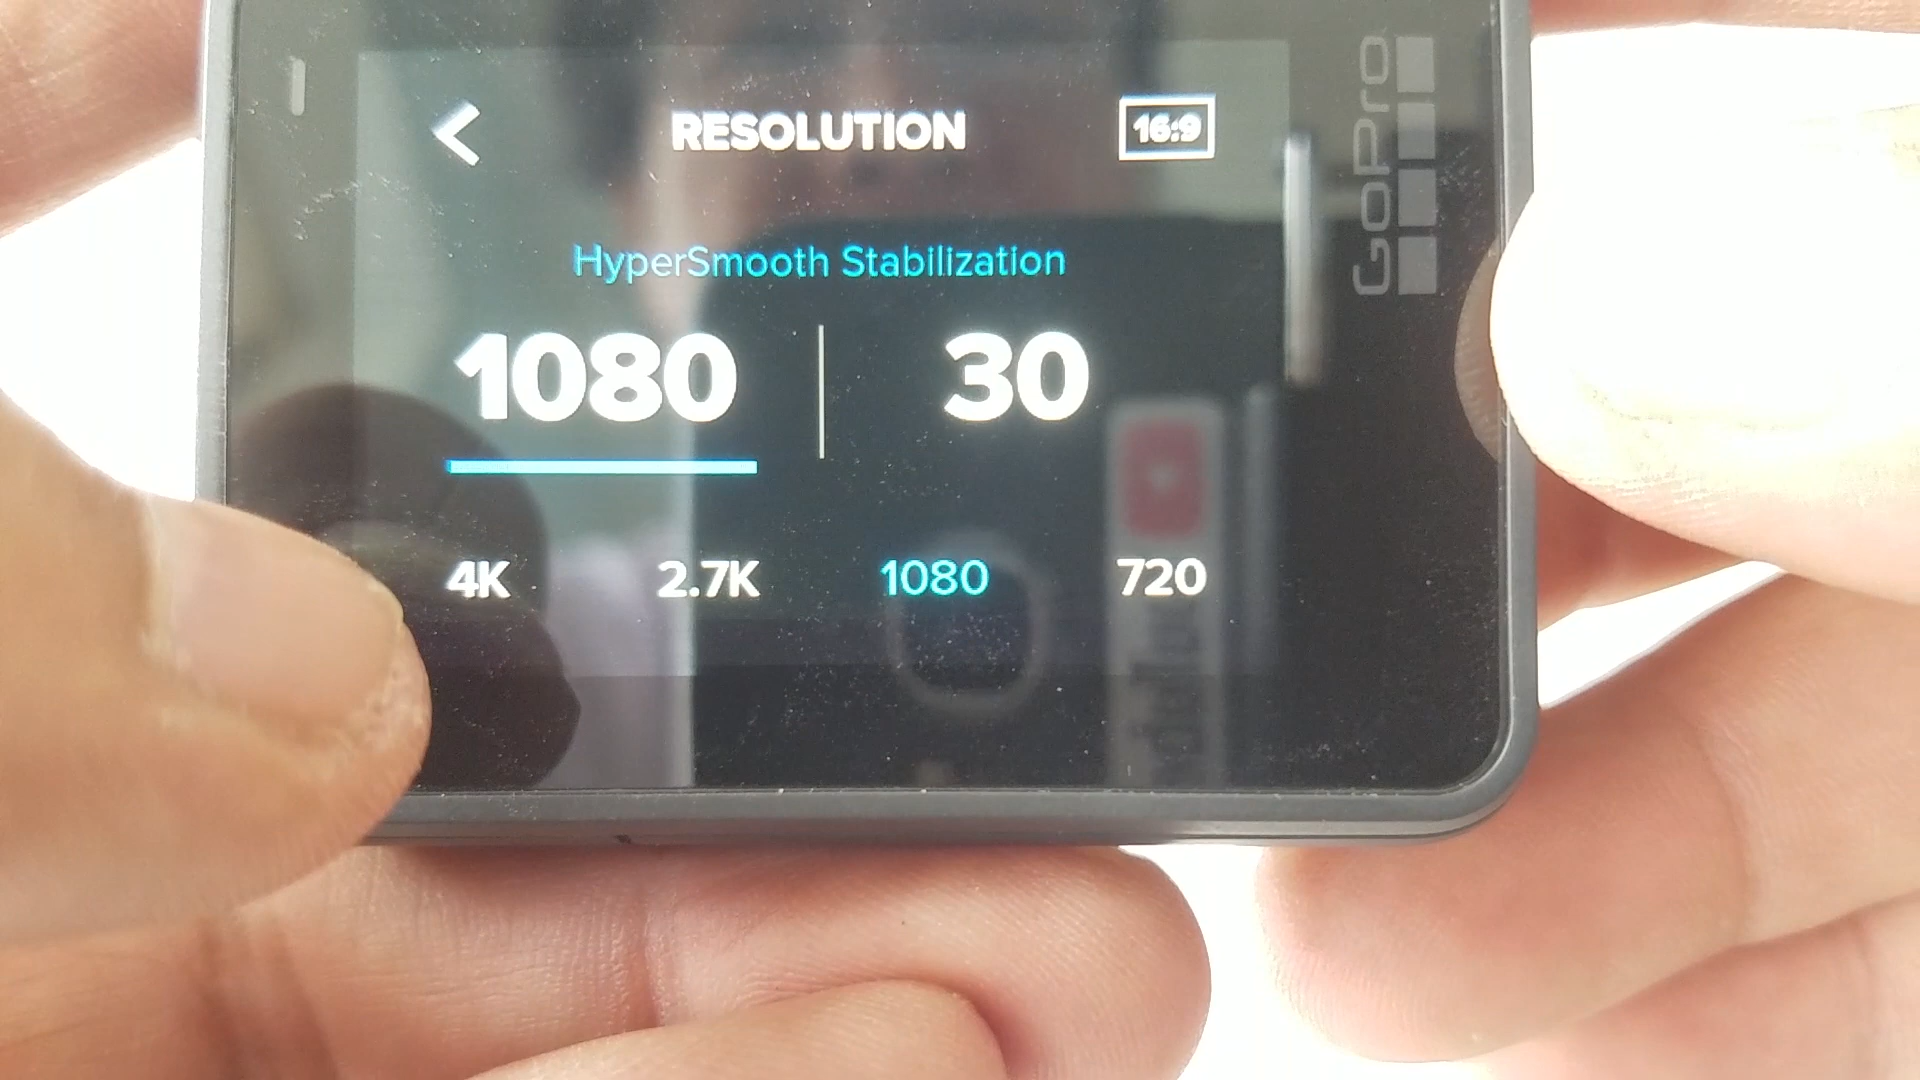 RESOLUTION
16:9
HyperSmooth Stabilization
1080
30
4K
2.7K
1080
720
GoPro